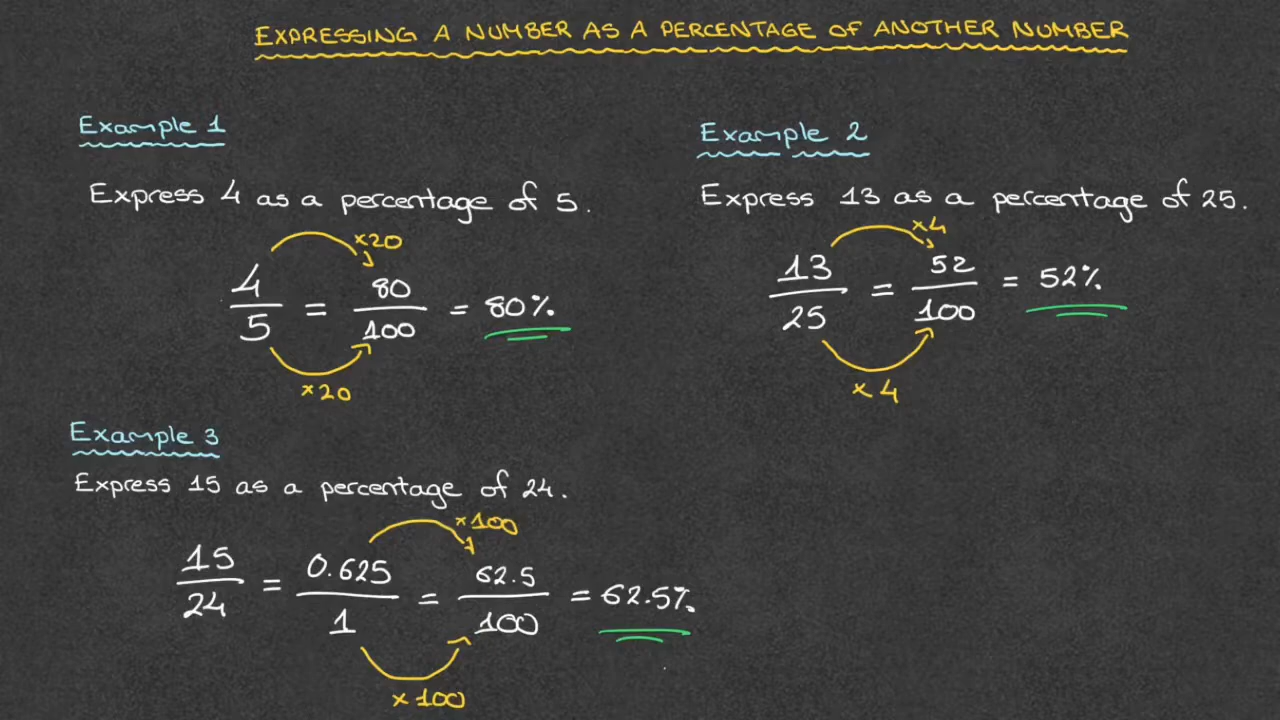 EXPRESSING A NUMBER AS A PERCENTAGE OF ANOTHER NUMBER
Example 1
Express 4 as a percentage of 5.
×20
4/5 = 80/100 = 80%
×20
Example 2
Express 13 as a percentage of 25.
×4
13/25 = 52/100 = 52%
×4
Example 3
Express 15 as a percentage of 24.
×100
15/24 = 0.625/1 = 62.5/100 = 62.5%
×100